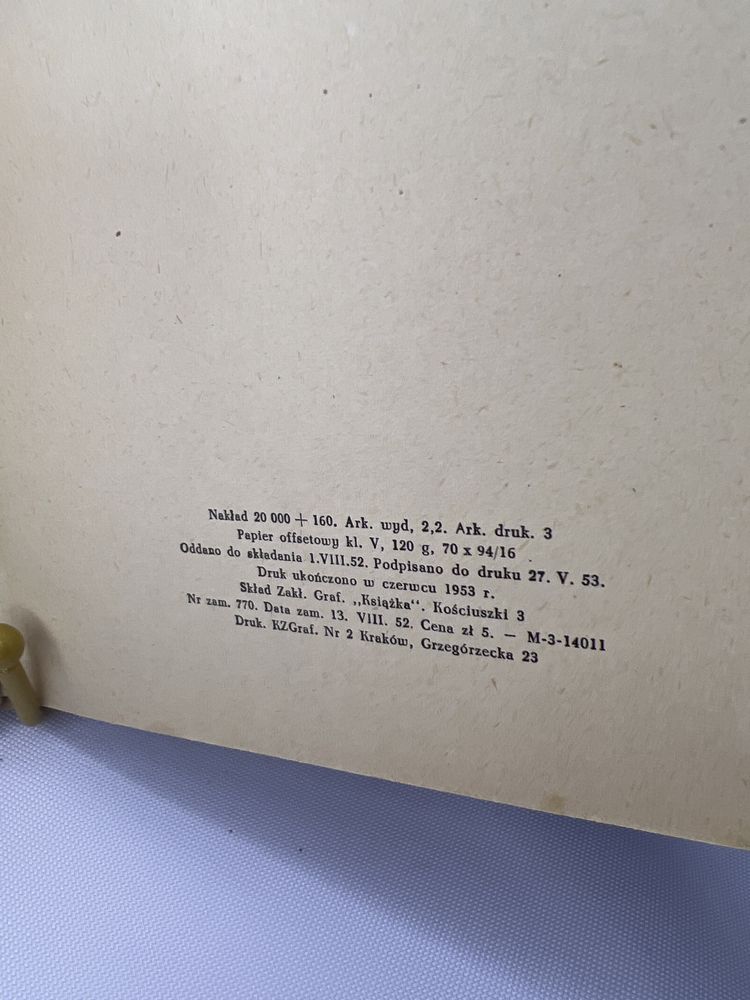 Nakład 20 000 + 160. Ark. wyd, 2,2. Ark. druk. 3
Papier offsetowy kl. V, 120 g, 70 x 94/16
Oddano do składania 1.VIII.52. Podpisano do druku 27. V. 53.
Druk ukończono w czerwcu 1953 r.
Skład Zakł. Graf. „Książka“. Kościuszki 3
Nr zam. 770. Data zam. 13. VIII. 52. Cena zł 5. — M-3-14011
Druk. KZGraf. Nr 2 Kraków, Grzegórzecka 23